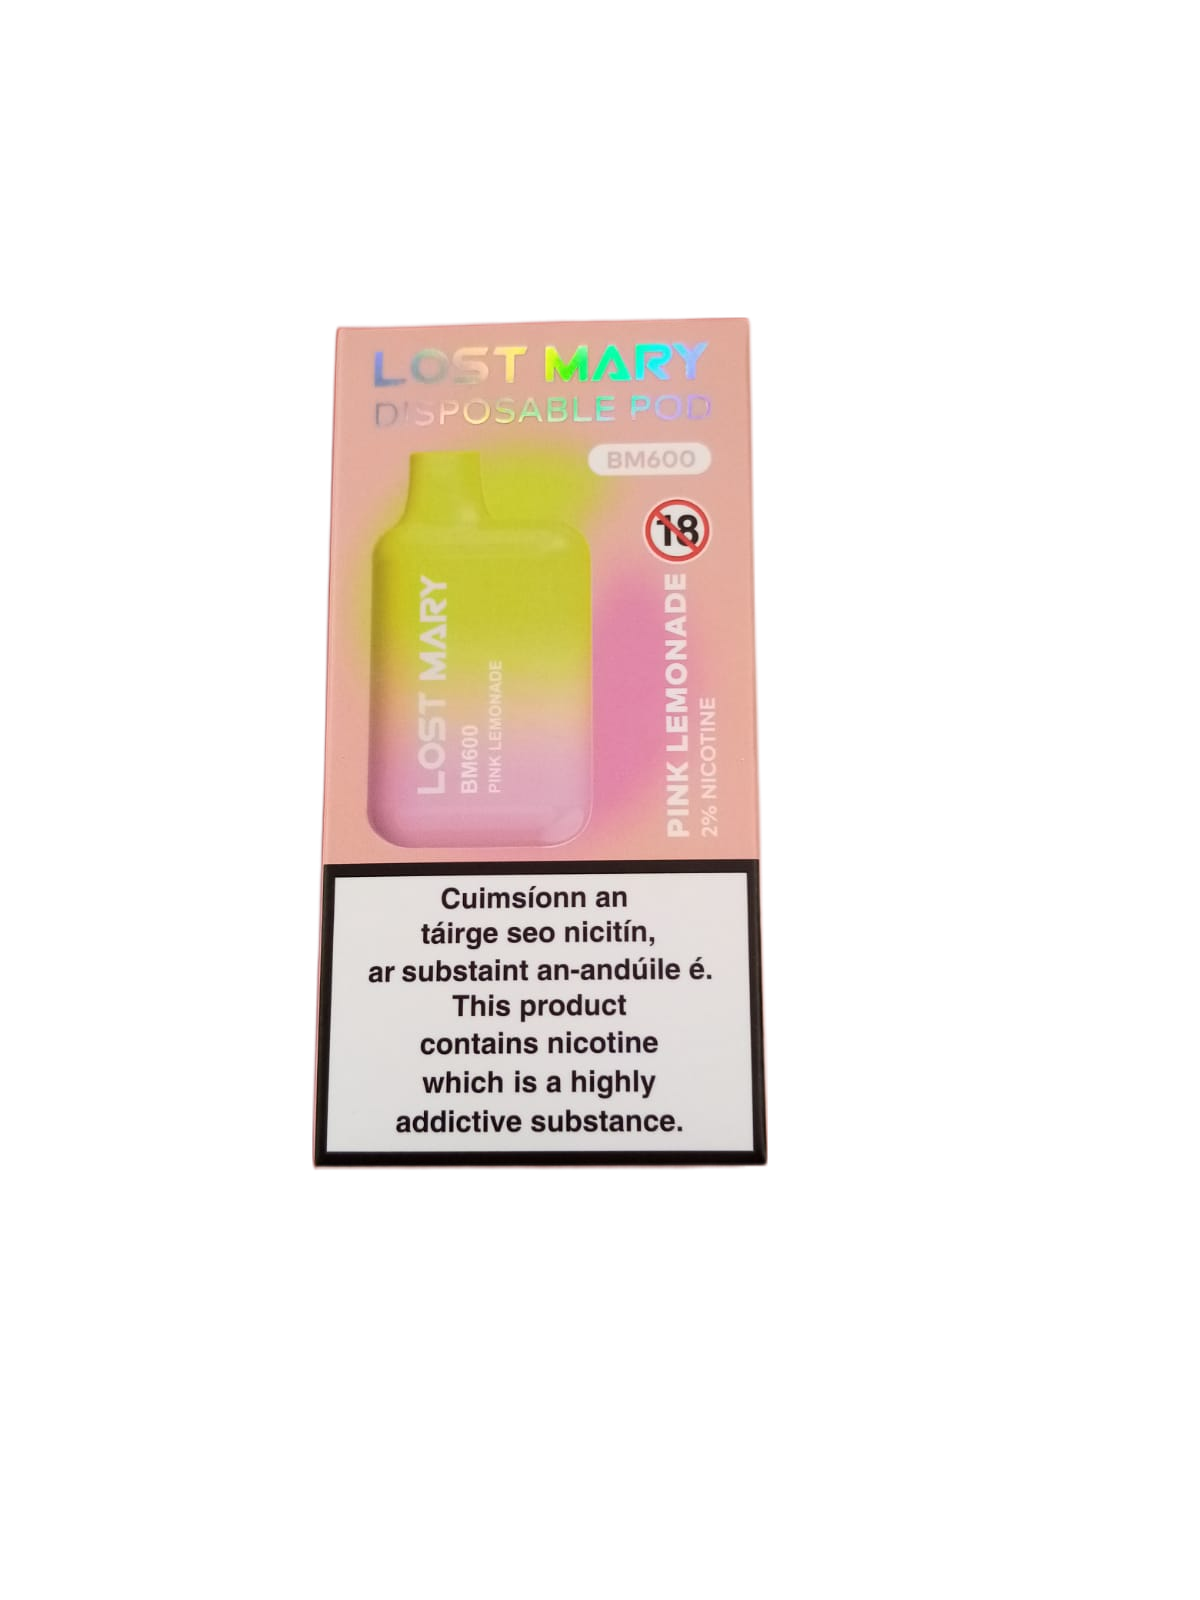 LOST MARY
DISPOSABLE POD
BM600
18
LOST MARY
BM600
PINK LEMONADE
PINK LEMONADE
2% NICOTINE
Cuimsíonn an
táirge seo nicitín,
ar substaint an-andúile é.
This product
contains nicotine
which is a highly
addictive substance.